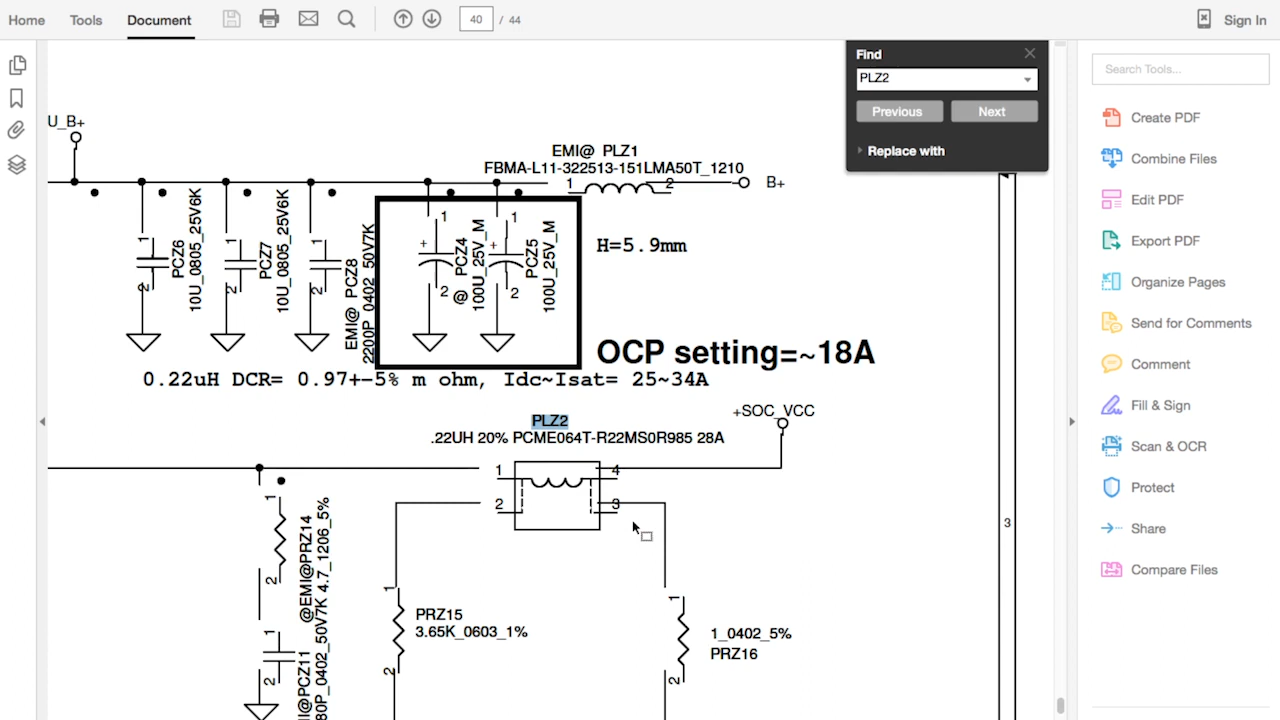 Home
Tools
Document
40
/ 44
Sign In
Find
PLZ2
Previous
Next
Replace with
Search Tools...
Create PDF
Combine Files
Edit PDF
Export PDF
Organize Pages
Send for Comments
Comment
Fill & Sign
Scan & OCR
Protect
Share
Compare Files
U_B+
EMI@ PLZ1
FBMA-L11-322513-151LMA50T_1210
1
2
B+
1
2
PCZ6
10U_0805_25V6K
1
2
PCZ7
10U_0805_25V6K
1
2
EMI@ PCZ8
2200P_0402_50V7K
1
+
2
@
PCZ4
100U_25V_M
1
+
2
PCZ5
100U_25V_M
H=5.9mm
OCP setting=~18A
0.22uH DCR= 0.97+-5% m ohm, Idc~Isat= 25~34A
PLZ2
.22UH 20% PCME064T-R22MS0R985 28A
+SOC_VCC
1
4
2
3
3
1
2
@EMI@PRZ14
4.7_1206_5%
1
2
PRZ15
3.65K_0603_1%
1
2
1_0402_5%
PRZ16
1
2
I@PCZ11
80P_0402_50V7K